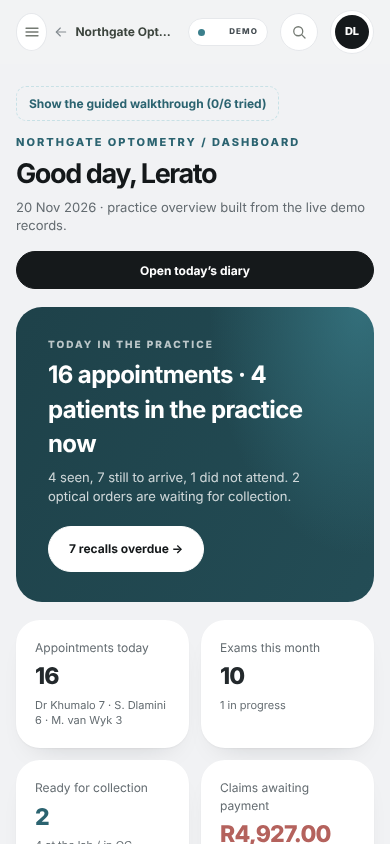 Northgate Opt...
DEMO
DL
Show the guided walkthrough (0/6 tried)
NORTHGATE OPTOMETRY / DASHBOARD
Good day, Lerato
20 Nov 2026 · practice overview built from the live demo
records.
Open today's diary
TODAY IN THE PRACTICE
16 appointments · 4
patients in the practice
now
4 seen, 7 still to arrive, 1 did not attend. 2
optical orders are waiting for collection.
7 recalls overdue →
Appointments today
16
Dr Khumalo 7 · S. Dlamini
6 · M. van Wyk 3
Exams this month
10
1 in progress
Ready for collection
2
Claims awaiting
payment
R4,927.00